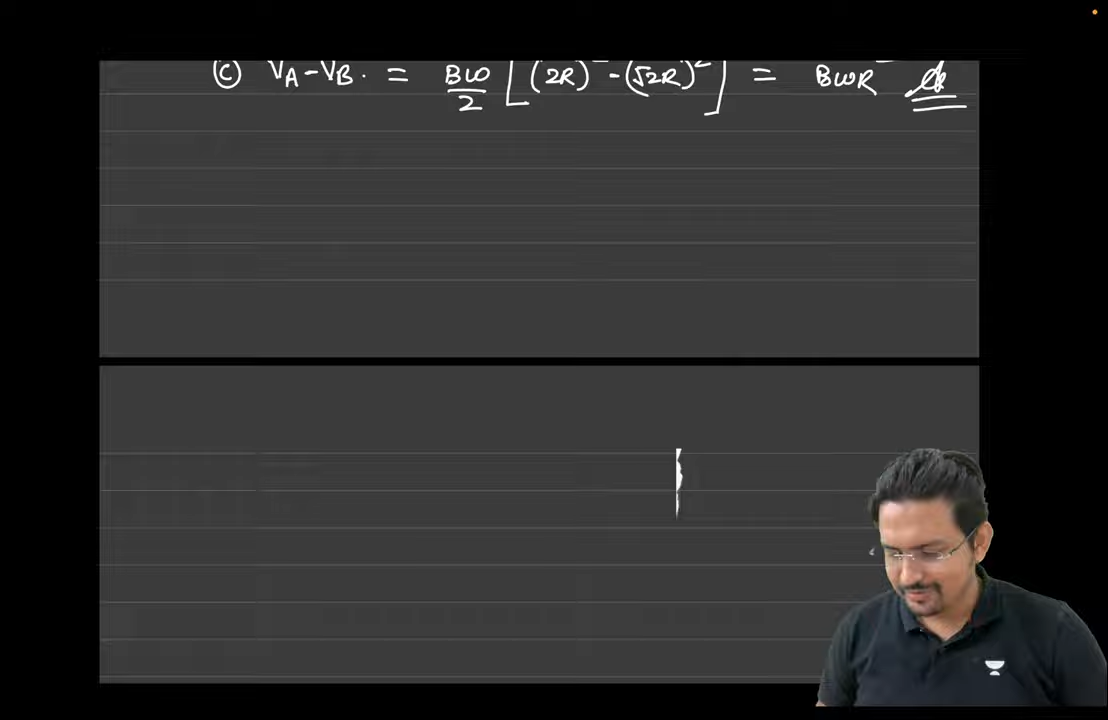 (c) VA - VB. = Bω/2 [(2R)² - (√2R)²] = BωR²